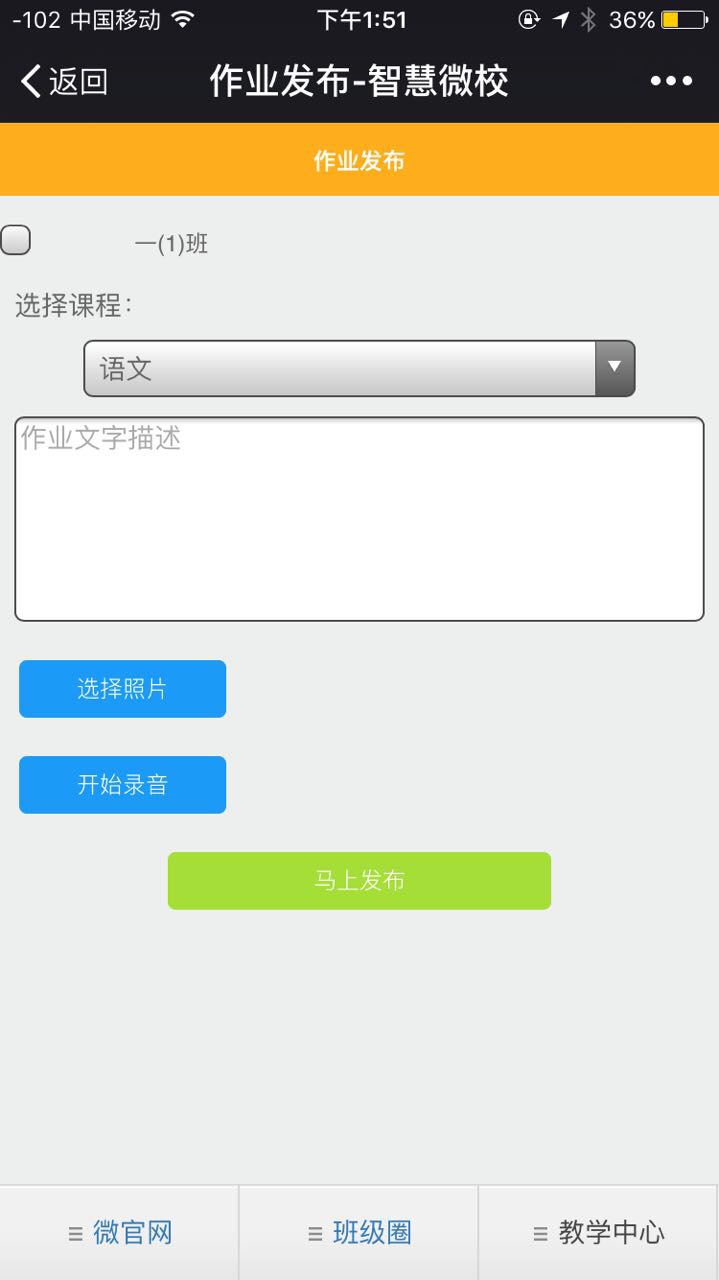 -102 中国移动 下午1:51 36%
返回 作业发布-智慧微校
作业发布
一(1)班
选择课程：
语文
作业文字描述
选择照片
开始录音
马上发布
微官网 班级圈 教学中心